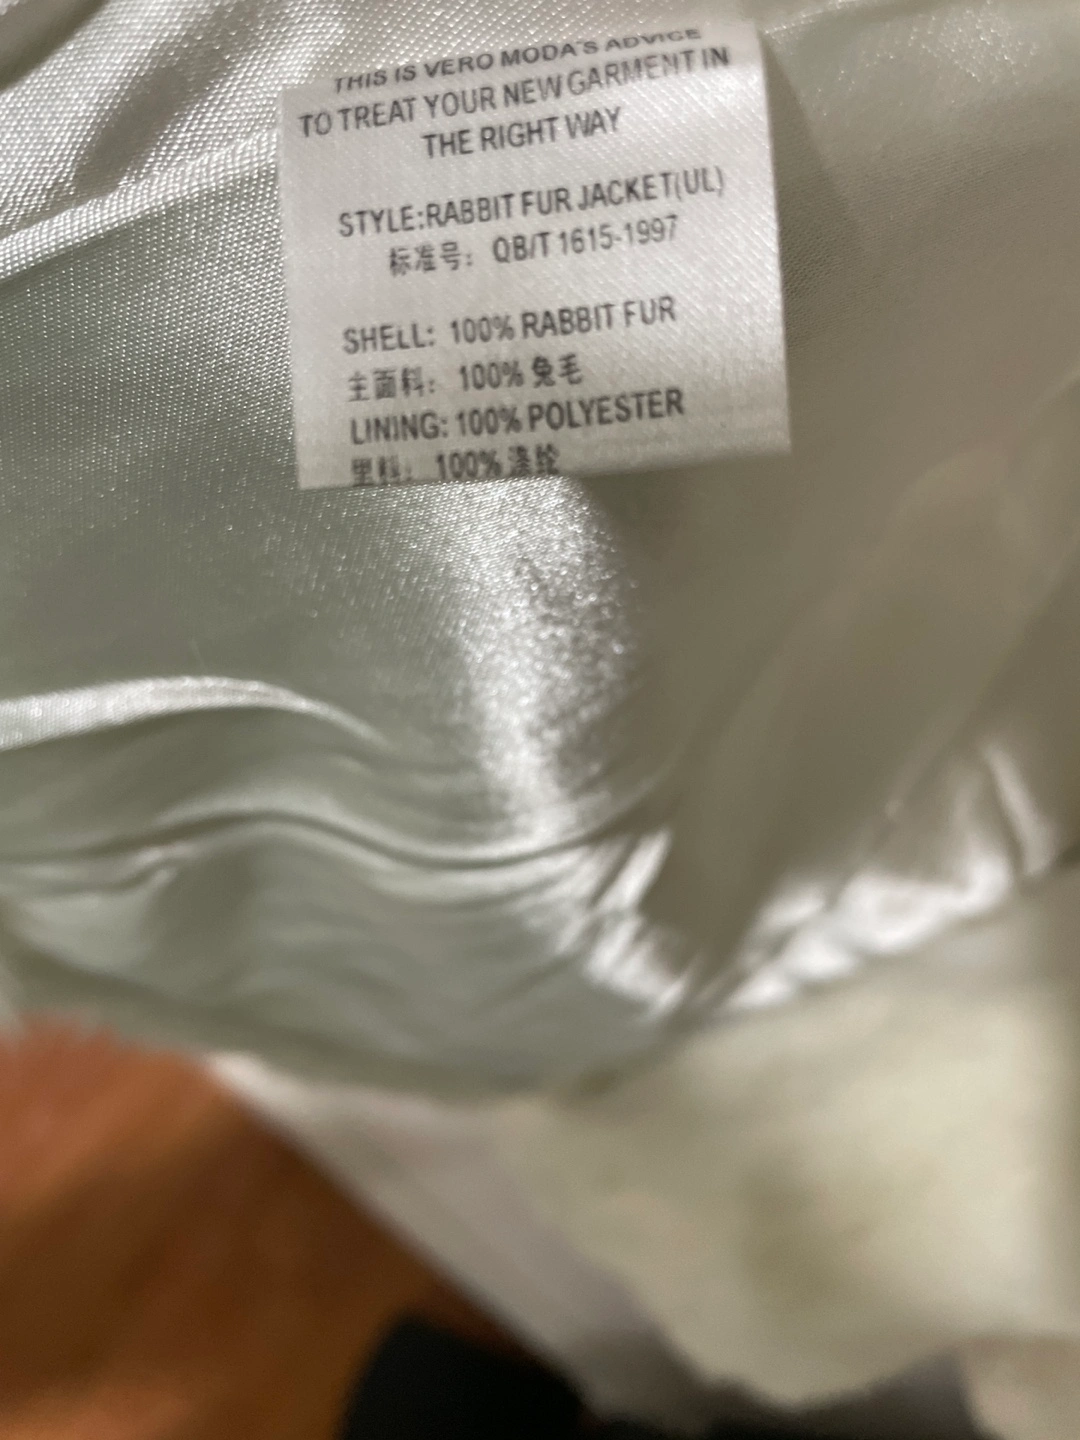 THIS IS VERO MODA'S ADVICE
TO TREAT YOUR NEW GARMENT IN
THE RIGHT WAY
STYLE:RABBIT FUR JACKET(UL)
标准号: QB/T 1615-1997
SHELL: 100% RABBIT FUR
主面料: 100% 兔毛
LINING: 100% POLYESTER
里料: 100% 涤纶